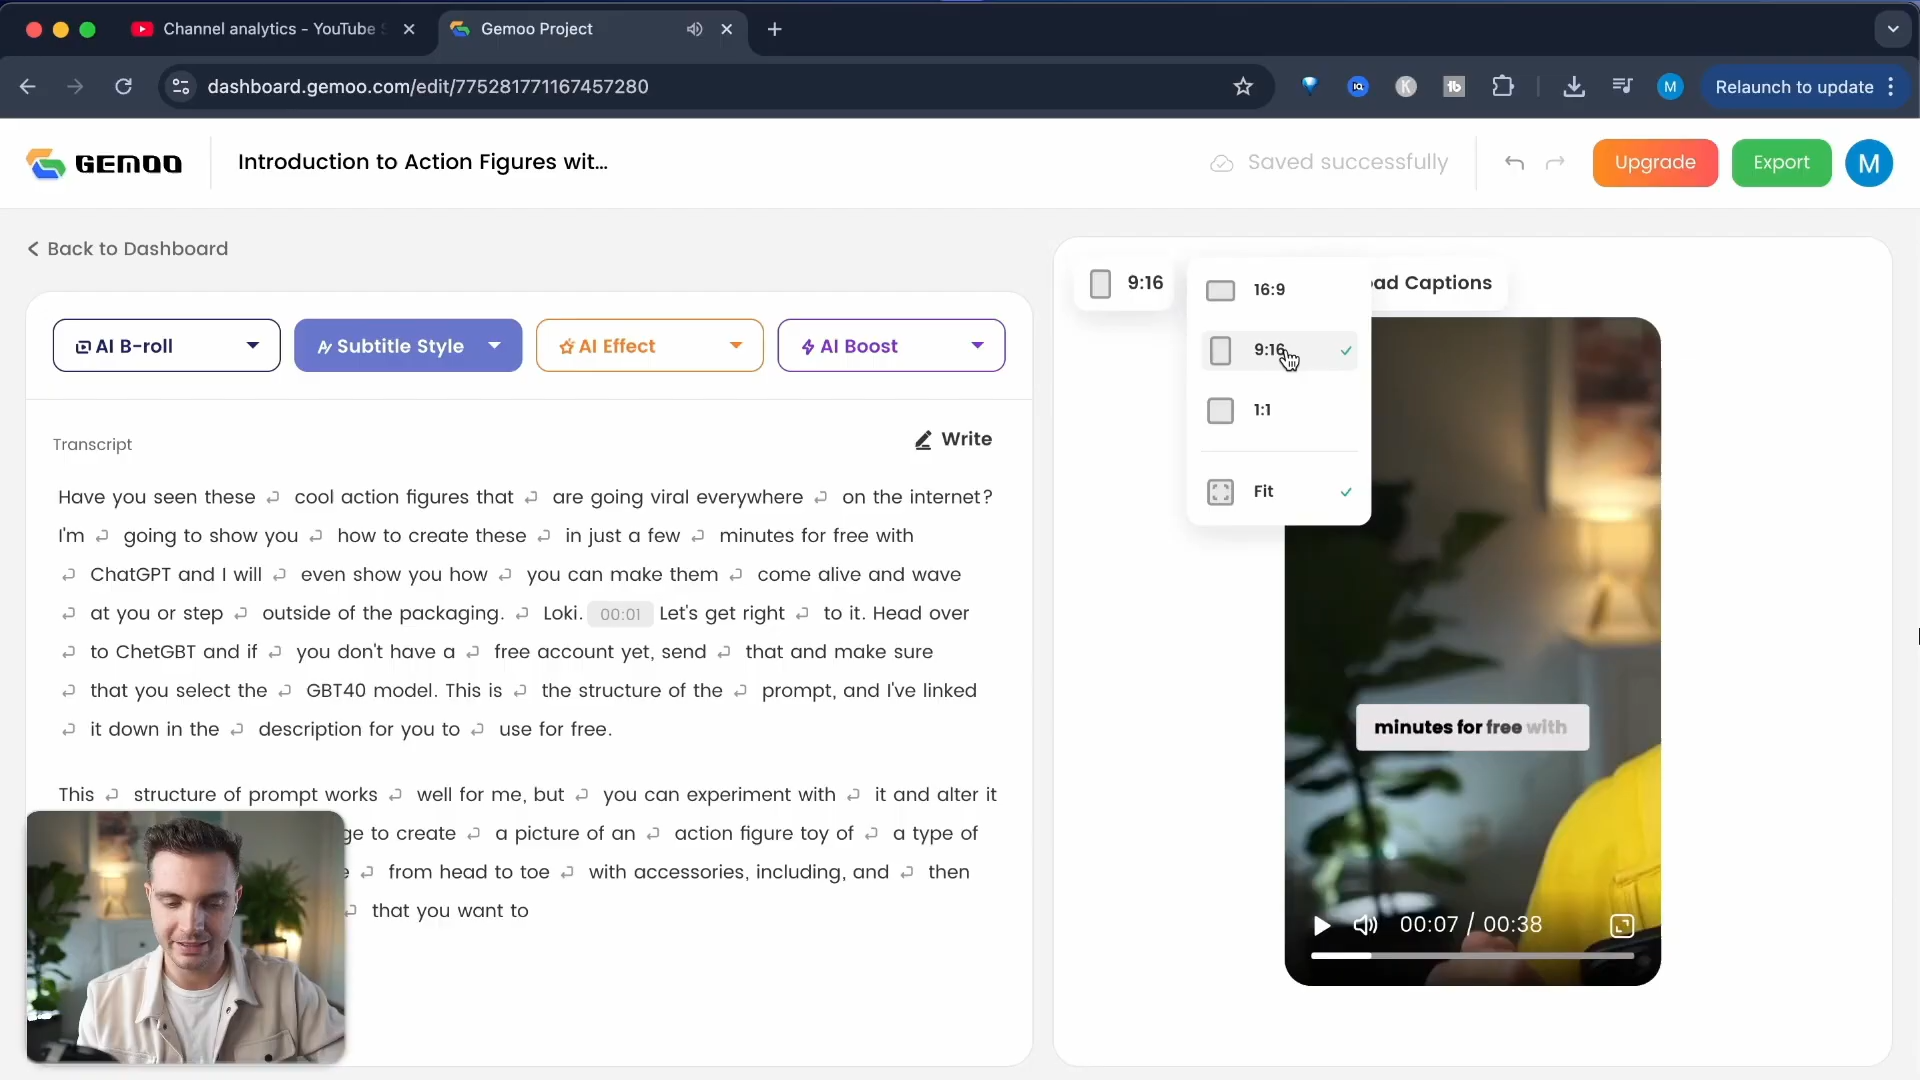 Channel analytics - YouTube S
Gemoo Project
dashboard.gemoo.com/edit/775281771167457280
Relaunch to update
GEMOO
Introduction to Action Figures wit...
Saved successfully
Upgrade
Export
M
Back to Dashboard
AI B-roll
Subtitle Style
AI Effect
AI Boost
Transcript
Write
Have you seen these cool action figures that are going viral everywhere on the internet?
I'm going to show you how to create these in just a few minutes for free with
ChatGPT and I will even show you how you can make them come alive and wave
at you or step outside of the packaging. Loki. 00:01 Let's get right to it. Head over
to ChetGBT and if you don't have a free account yet, send that and make sure
that you select the GBT40 model. This is the structure of the prompt, and I've linked
it down in the description for you to use for free.
This structure of prompt works well for me, but you can experiment with it and alter it
ge to create a picture of an action figure toy of a type of
e from head to toe with accessories, including, and then
that you want to
9:16
ad Captions
16:9
9:16
1:1
Fit
minutes for free with
00:07 / 00:38